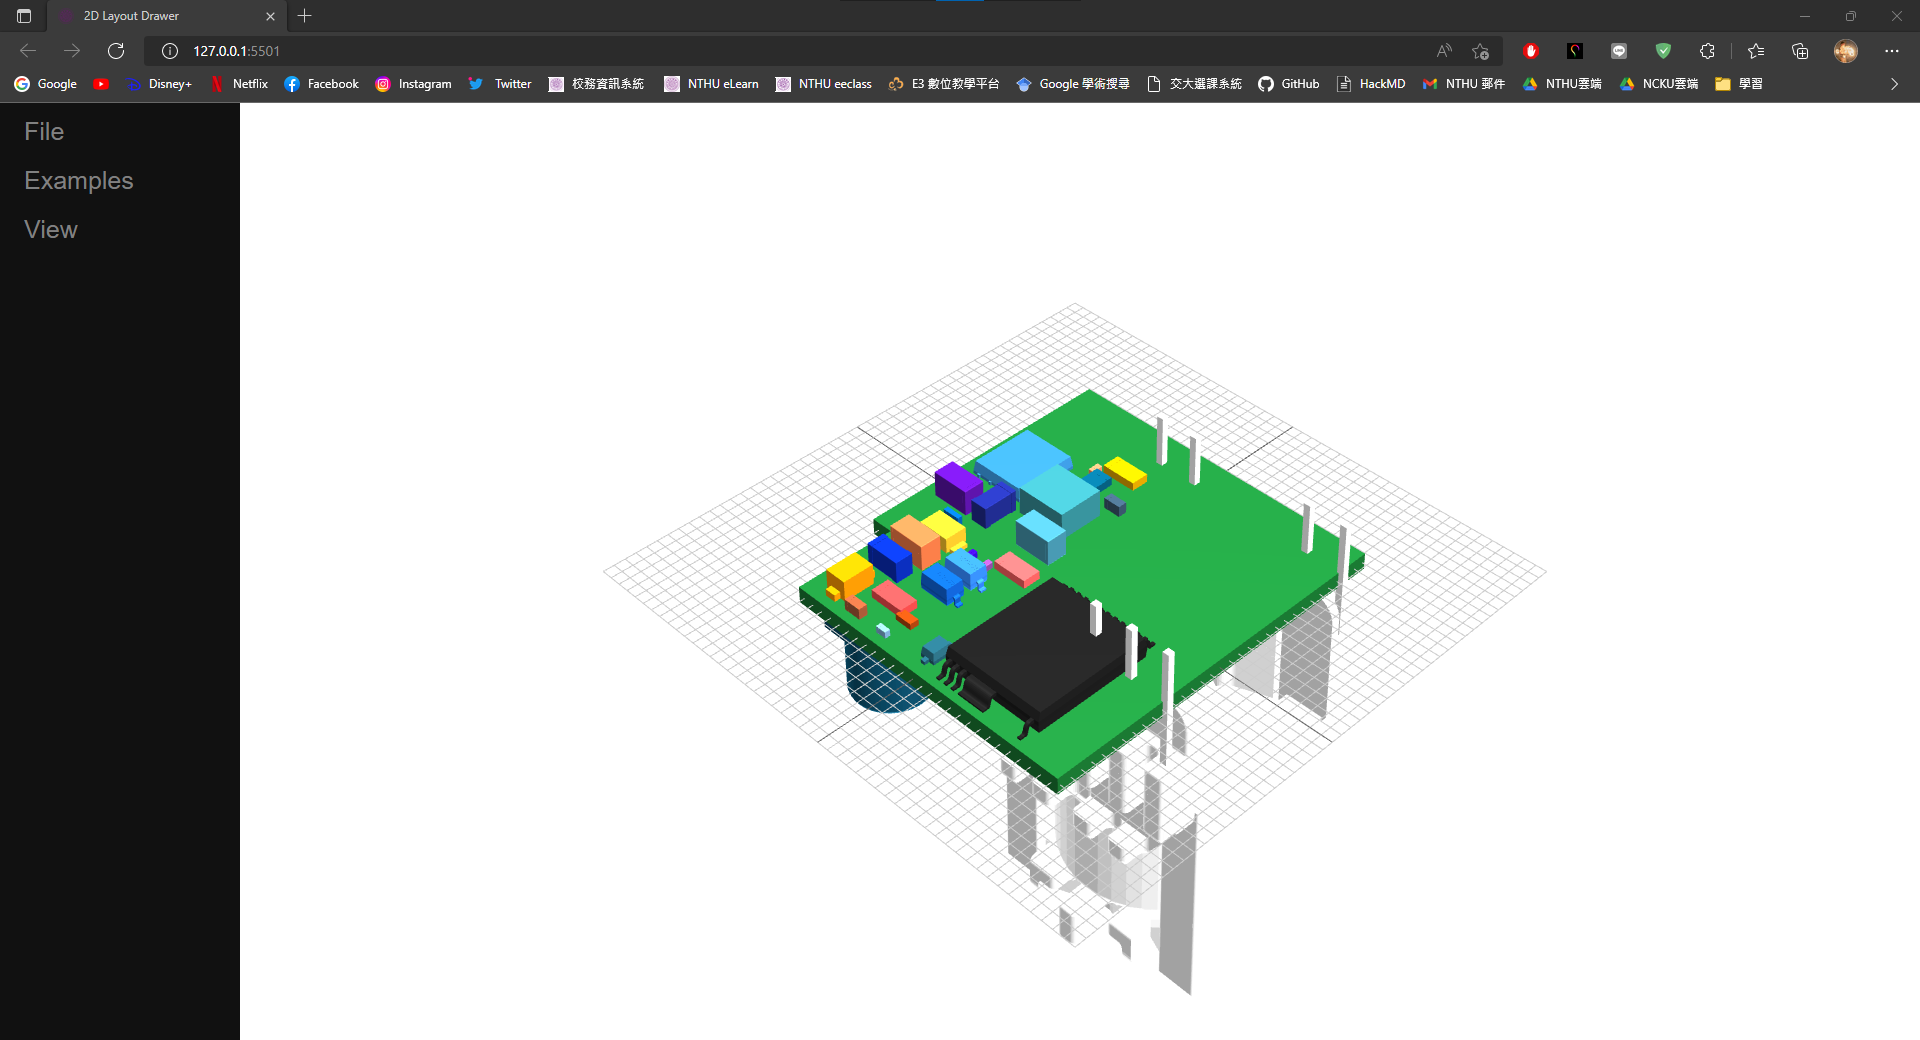 2D Layout Drawer
127.0.0.1:5501
Google Disney+ Netflix Facebook Instagram Twitter 校務資訊系統 NTHU eLearn NTHU eeclass E3 數位教學平台 Google 學術搜尋 交大選課系統 GitHub HackMD NTHU 郵件 NTHU雲端 NCKU雲端 學習
File
Examples
View